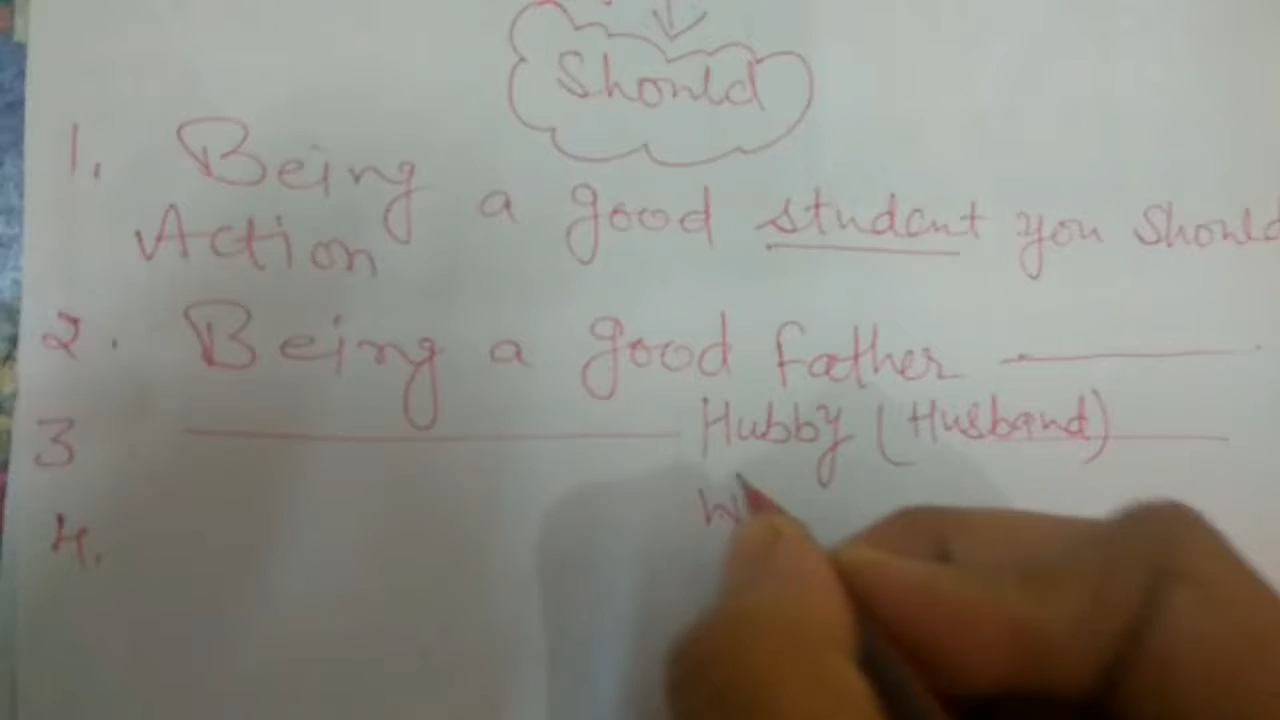 Should
1. Being a good student you should
Action
2. Being a good father
3 Hubby (Husband)
4.